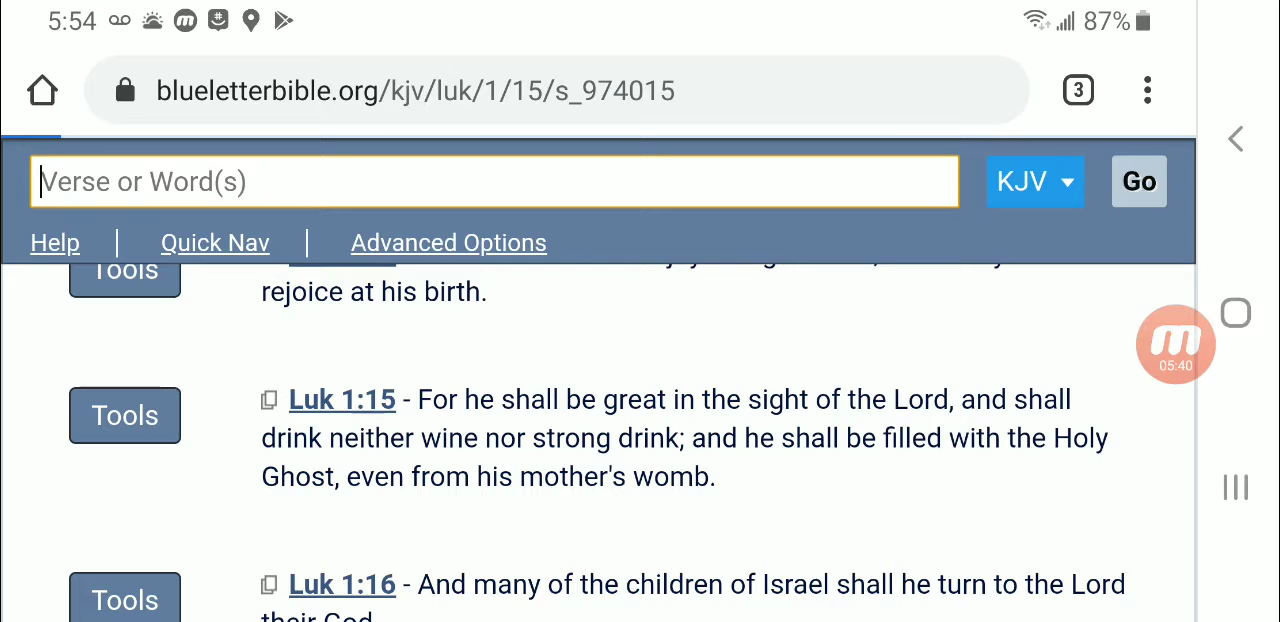 5:54 87%
blueletterbible.org/kjv/luk/1/15/s_974015 3
Verse or Word(s) KJV Go
Help | Quick Nav | Advanced Options
Tools
rejoice at his birth.
05:40
Tools Luk 1:15 - For he shall be great in the sight of the Lord, and shall
drink neither wine nor strong drink; and he shall be filled with the Holy
Ghost, even from his mother's womb.
Tools Luk 1:16 - And many of the children of Israel shall he turn to the Lord
their God